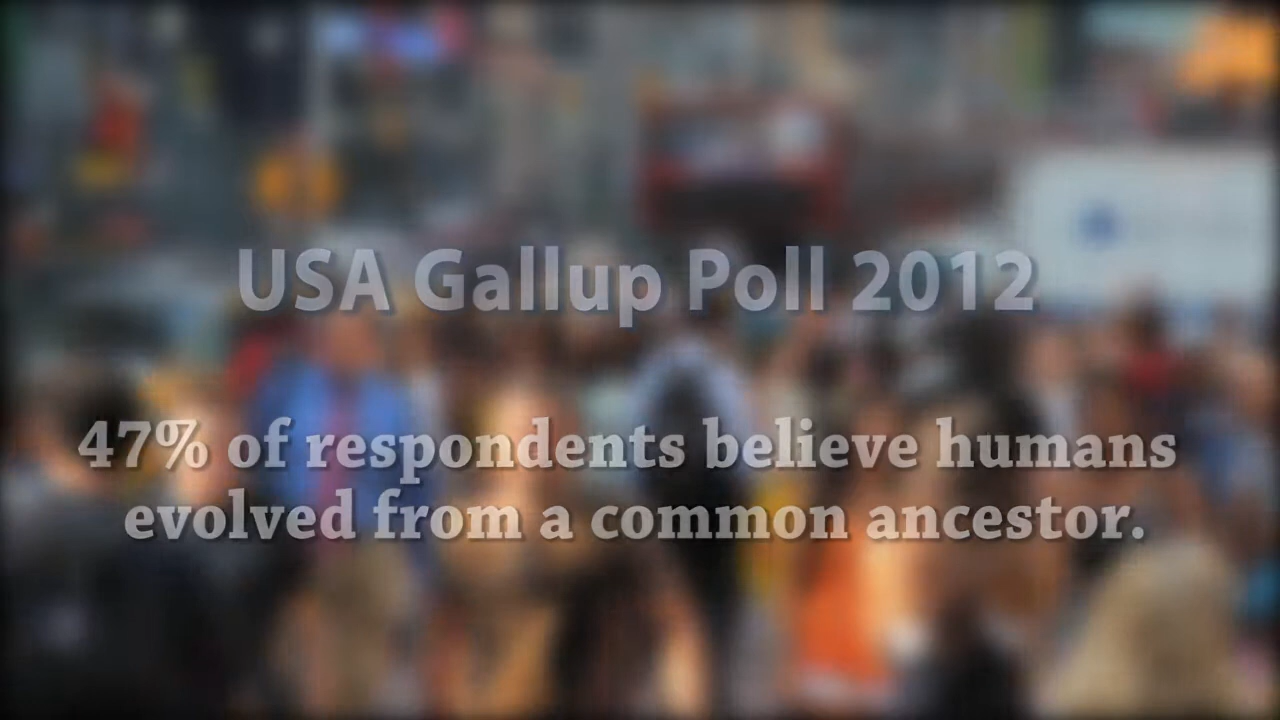 USA Gallup Poll 2012
47% of respondents believe humans
evolved from a common ancestor.